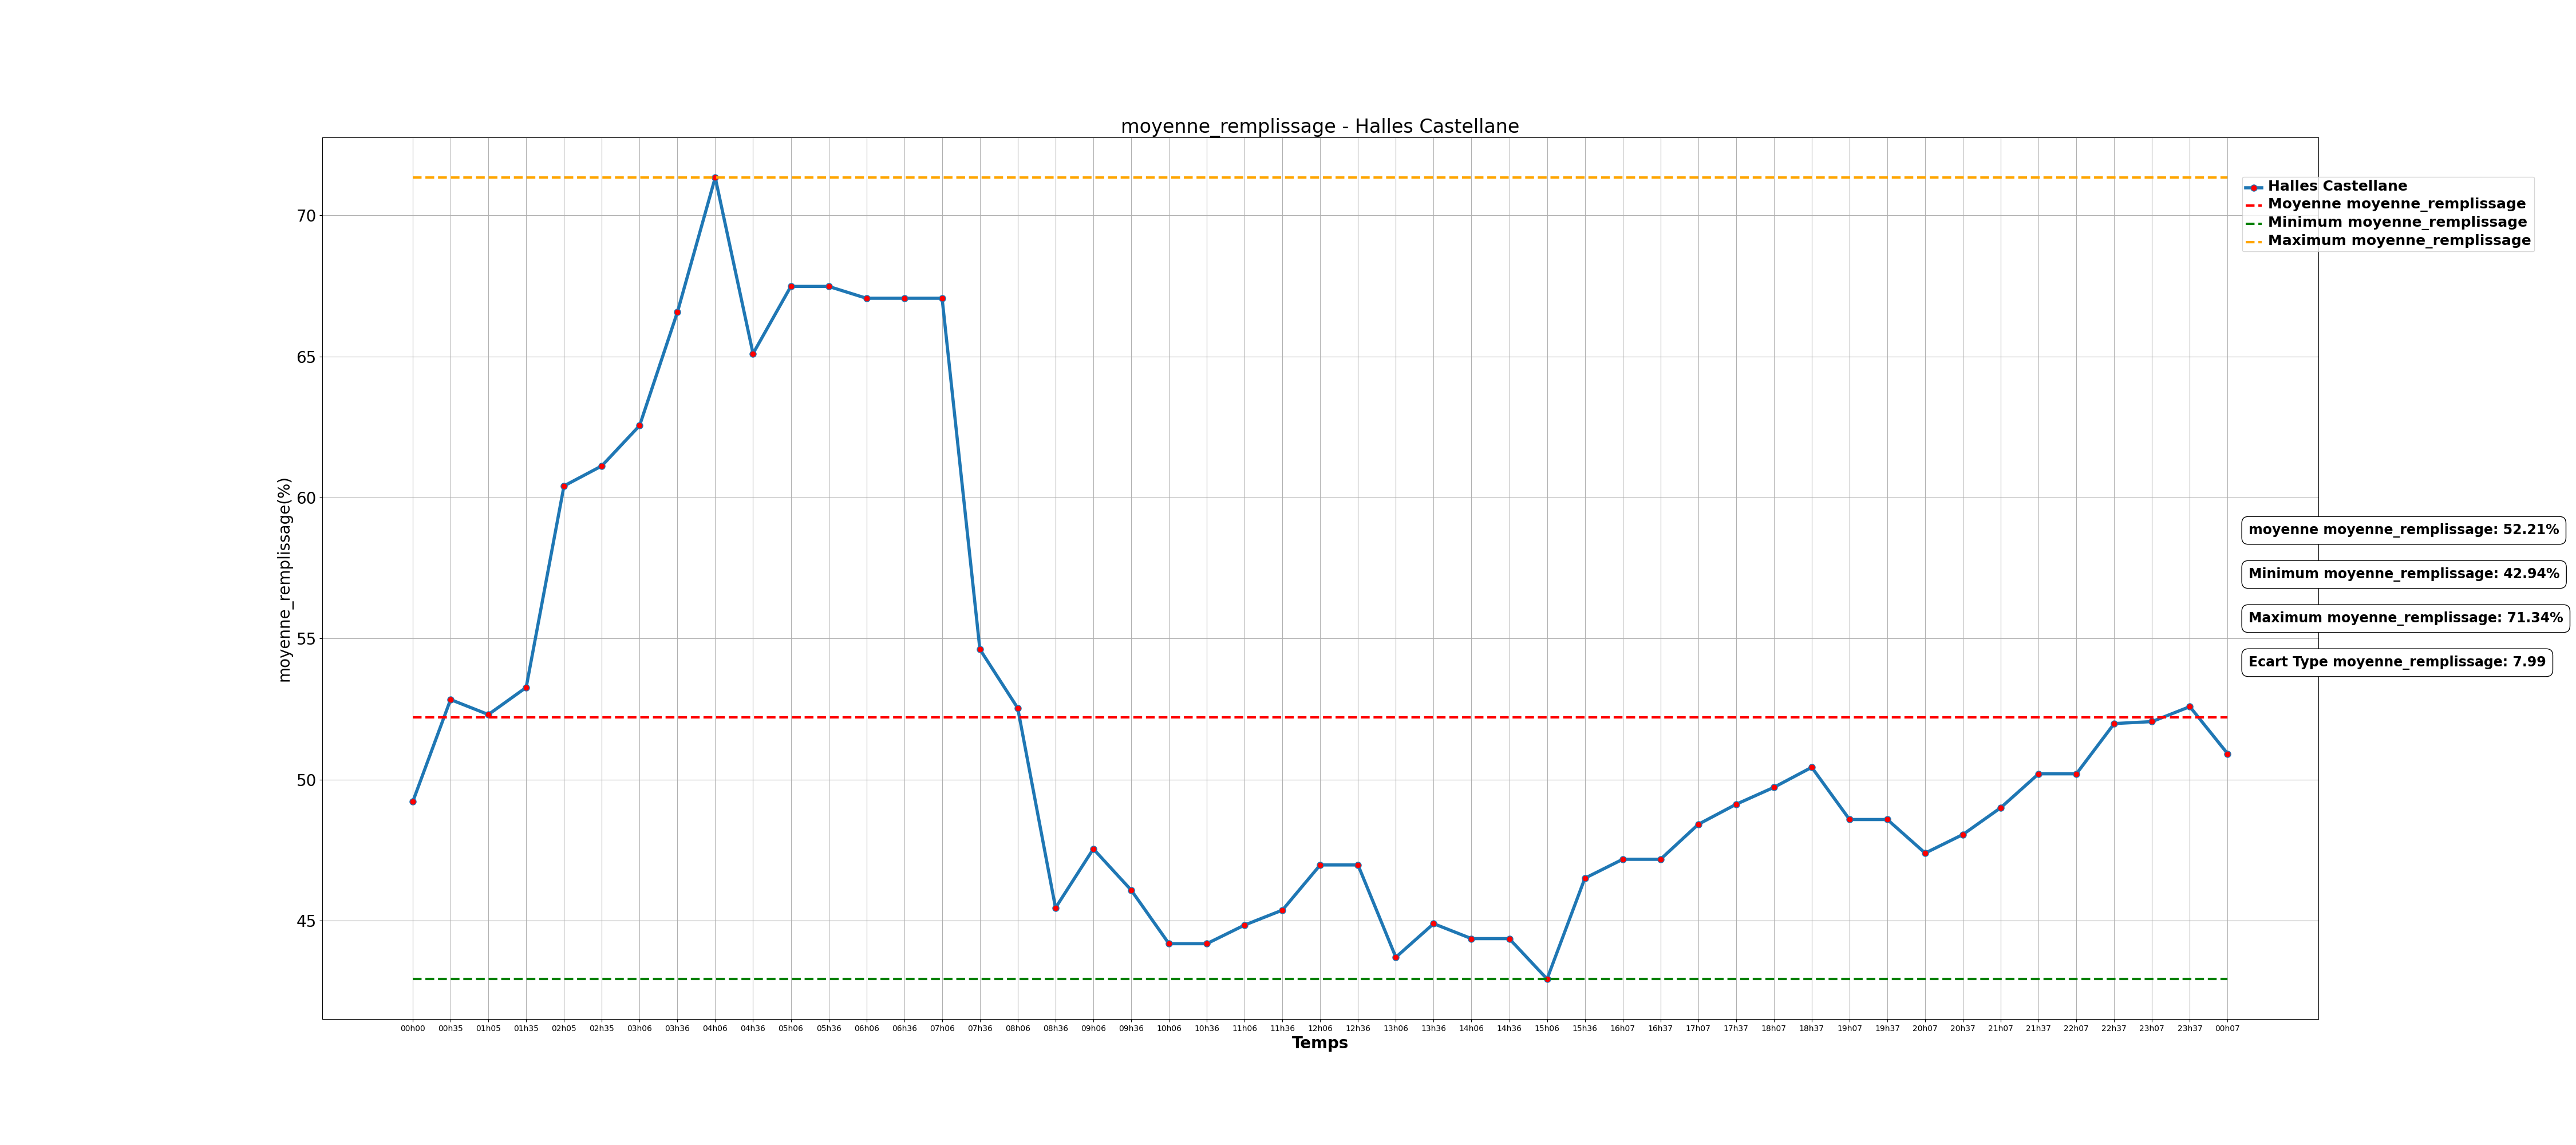 moyenne_remplissage - Halles Castellane
Halles Castellane
Moyenne moyenne_remplissage
Minimum moyenne_remplissage
Maximum moyenne_remplissage
70
65
60
55
50
45
moyenne_remplissage(%)
moyenne moyenne_remplissage: 52.21%
Minimum moyenne_remplissage: 42.94%
Maximum moyenne_remplissage: 71.34%
Ecart Type moyenne_remplissage: 7.99
00h00 00h35 01h05 01h35 02h05 02h35 03h06 03h36 04h06 04h36 05h06 05h36 06h06 06h36 07h06 07h36 08h06 08h36 09h06 09h36 10h06 10h36 11h06 11h36 12h06 12h36 13h06 13h36 14h06 14h36 15h06 15h36 16h07 16h37 17h07 17h37 18h07 18h37 19h07 19h37 20h07 20h37 21h07 21h37 22h07 22h37 23h07 23h37 00h07
Temps